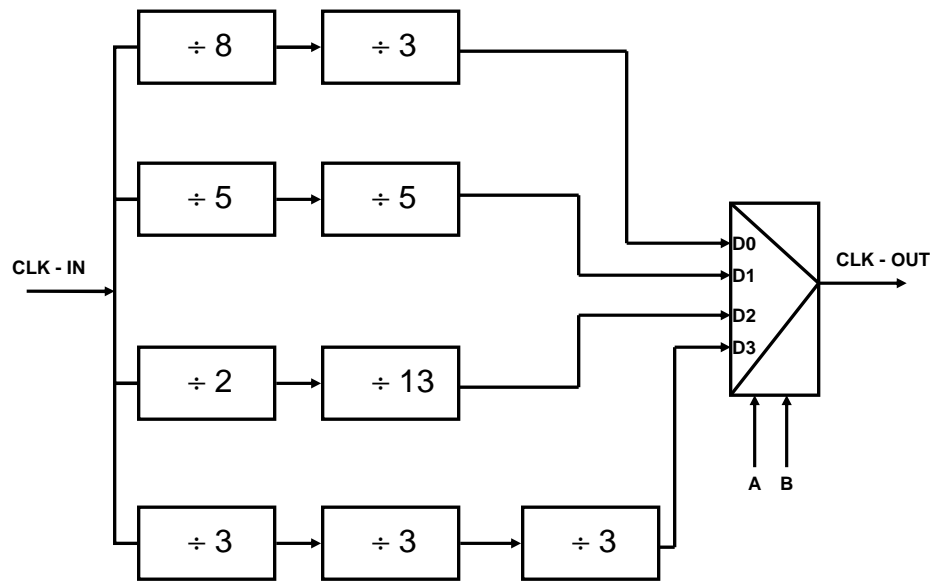 ÷ 8
÷ 3
÷ 5
÷ 5
CLK - IN
D0
D1
D2
D3
CLK - OUT
÷ 2
÷ 13
A
B
÷ 3
÷ 3
÷ 3